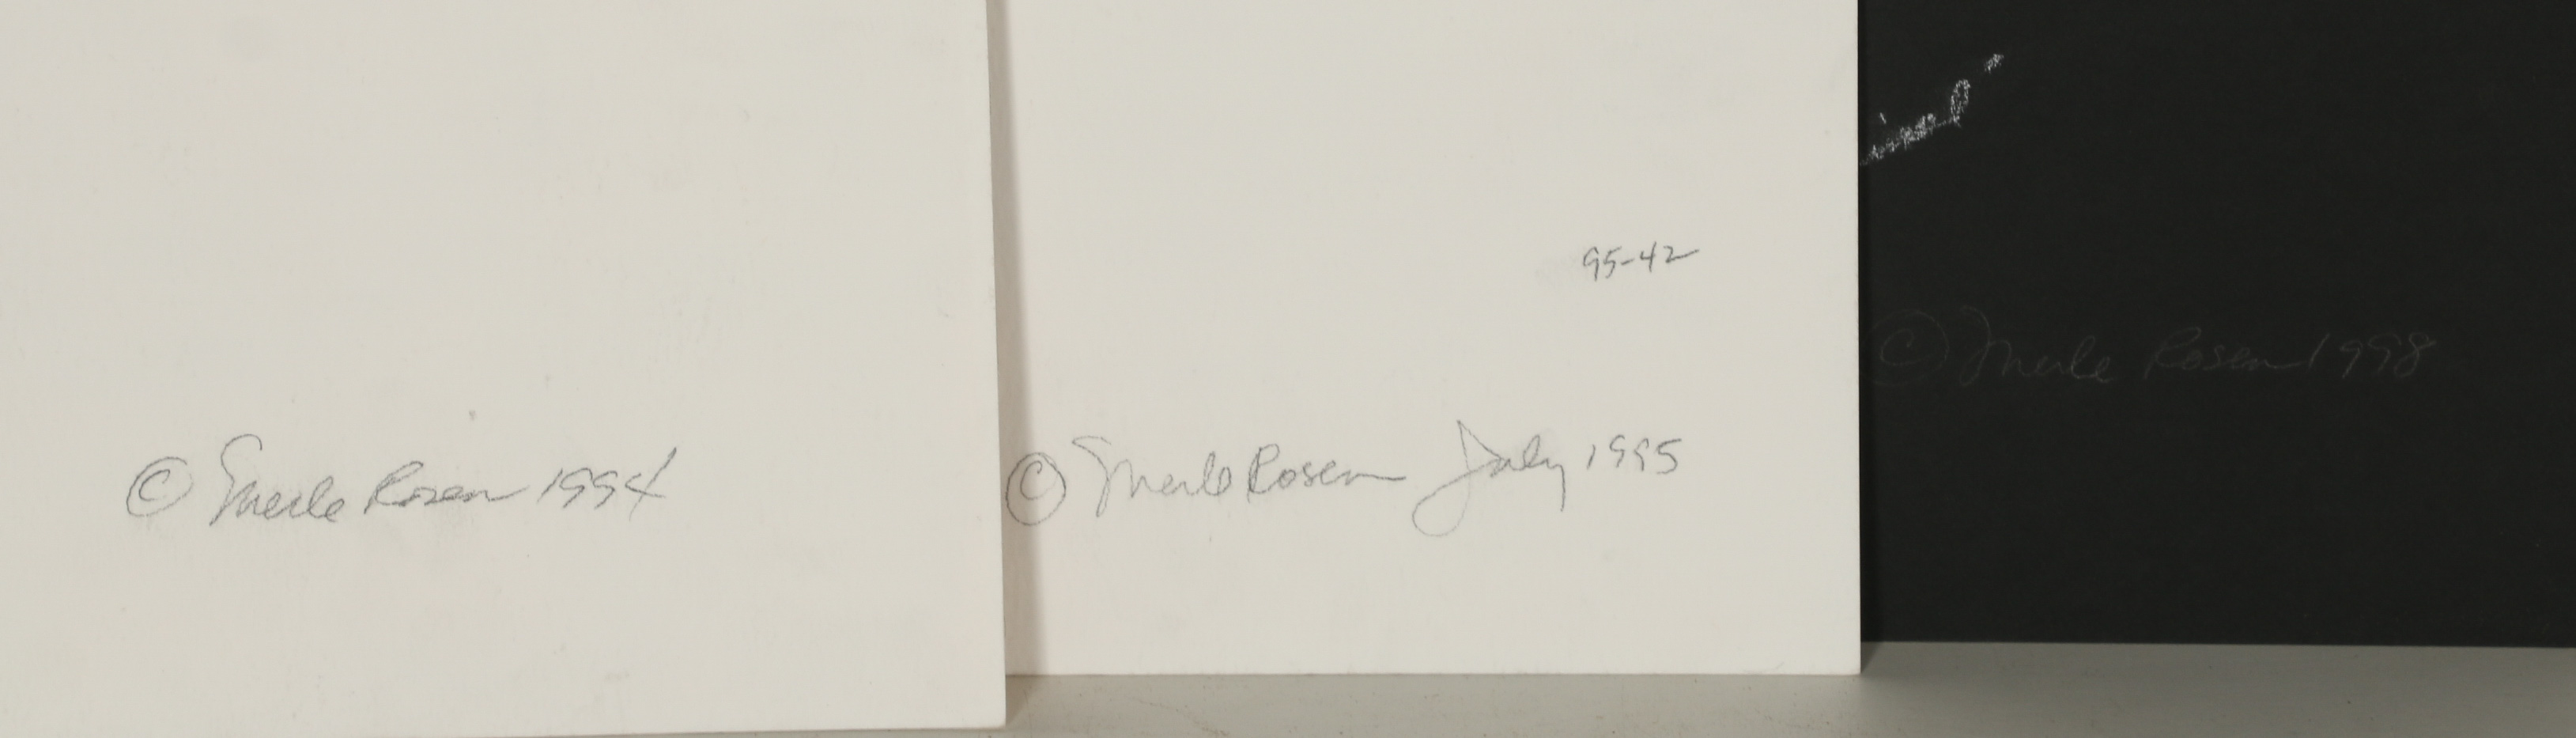 © Merle Rosen 1994
95-42
© Merle Rosen July 1995
© Merle Rosen 1998